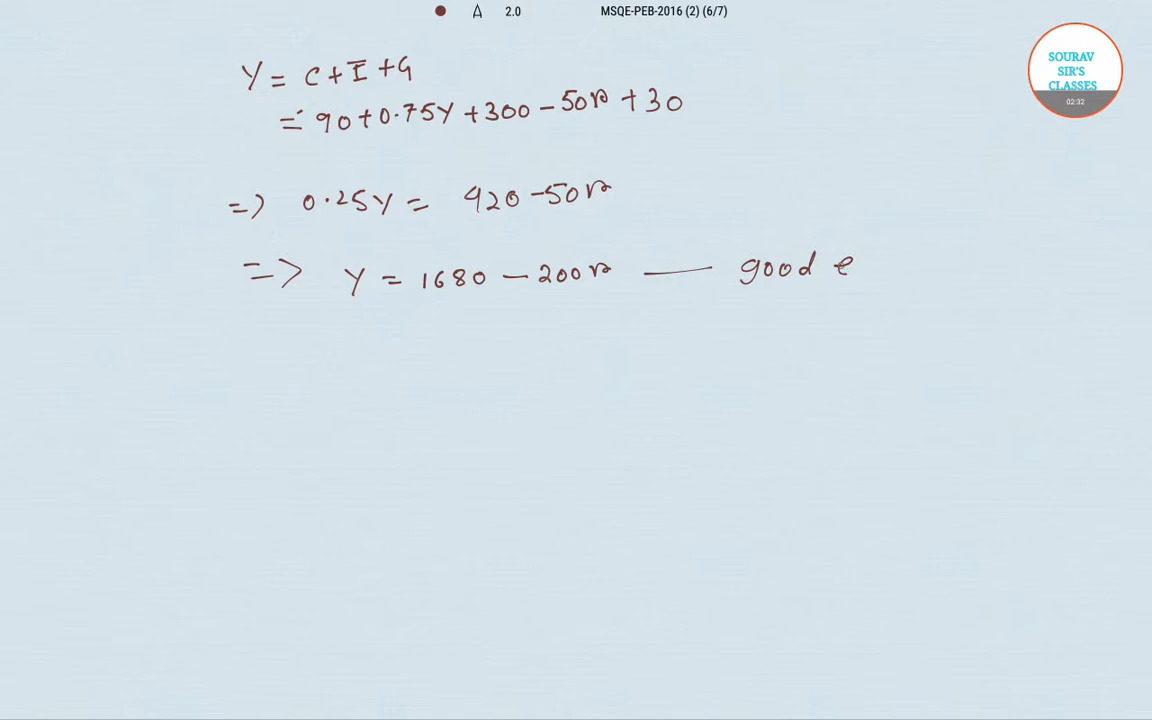 2.0 MSQE-PEB-2016 (2) (6/7)
SOURAV
SIR'S
CLASSES
02:32
Y = C + I + G
= 90 + 0.75Y + 300 - 50r + 30
=> 0.25Y = 420 - 50r
=> Y = 1680 - 200r — good e